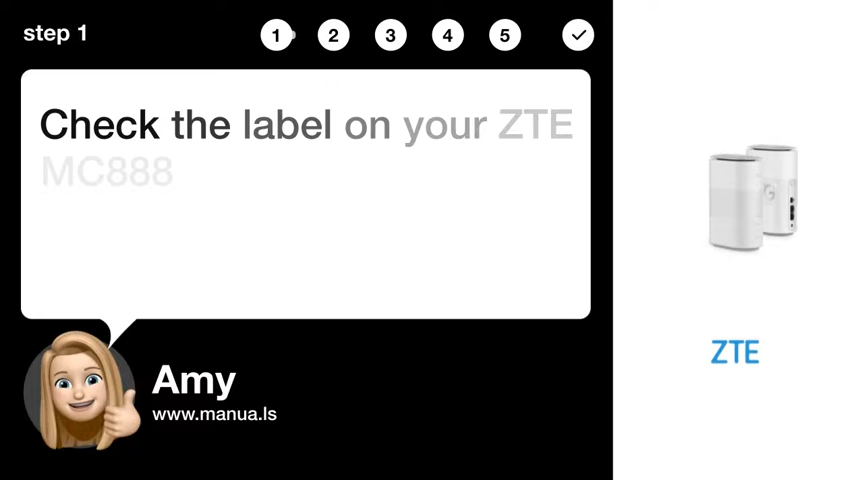 step 1
1 2 3 4 5
Check the label on your ZTE
MC888
Amy
www.manua.ls
ZTE